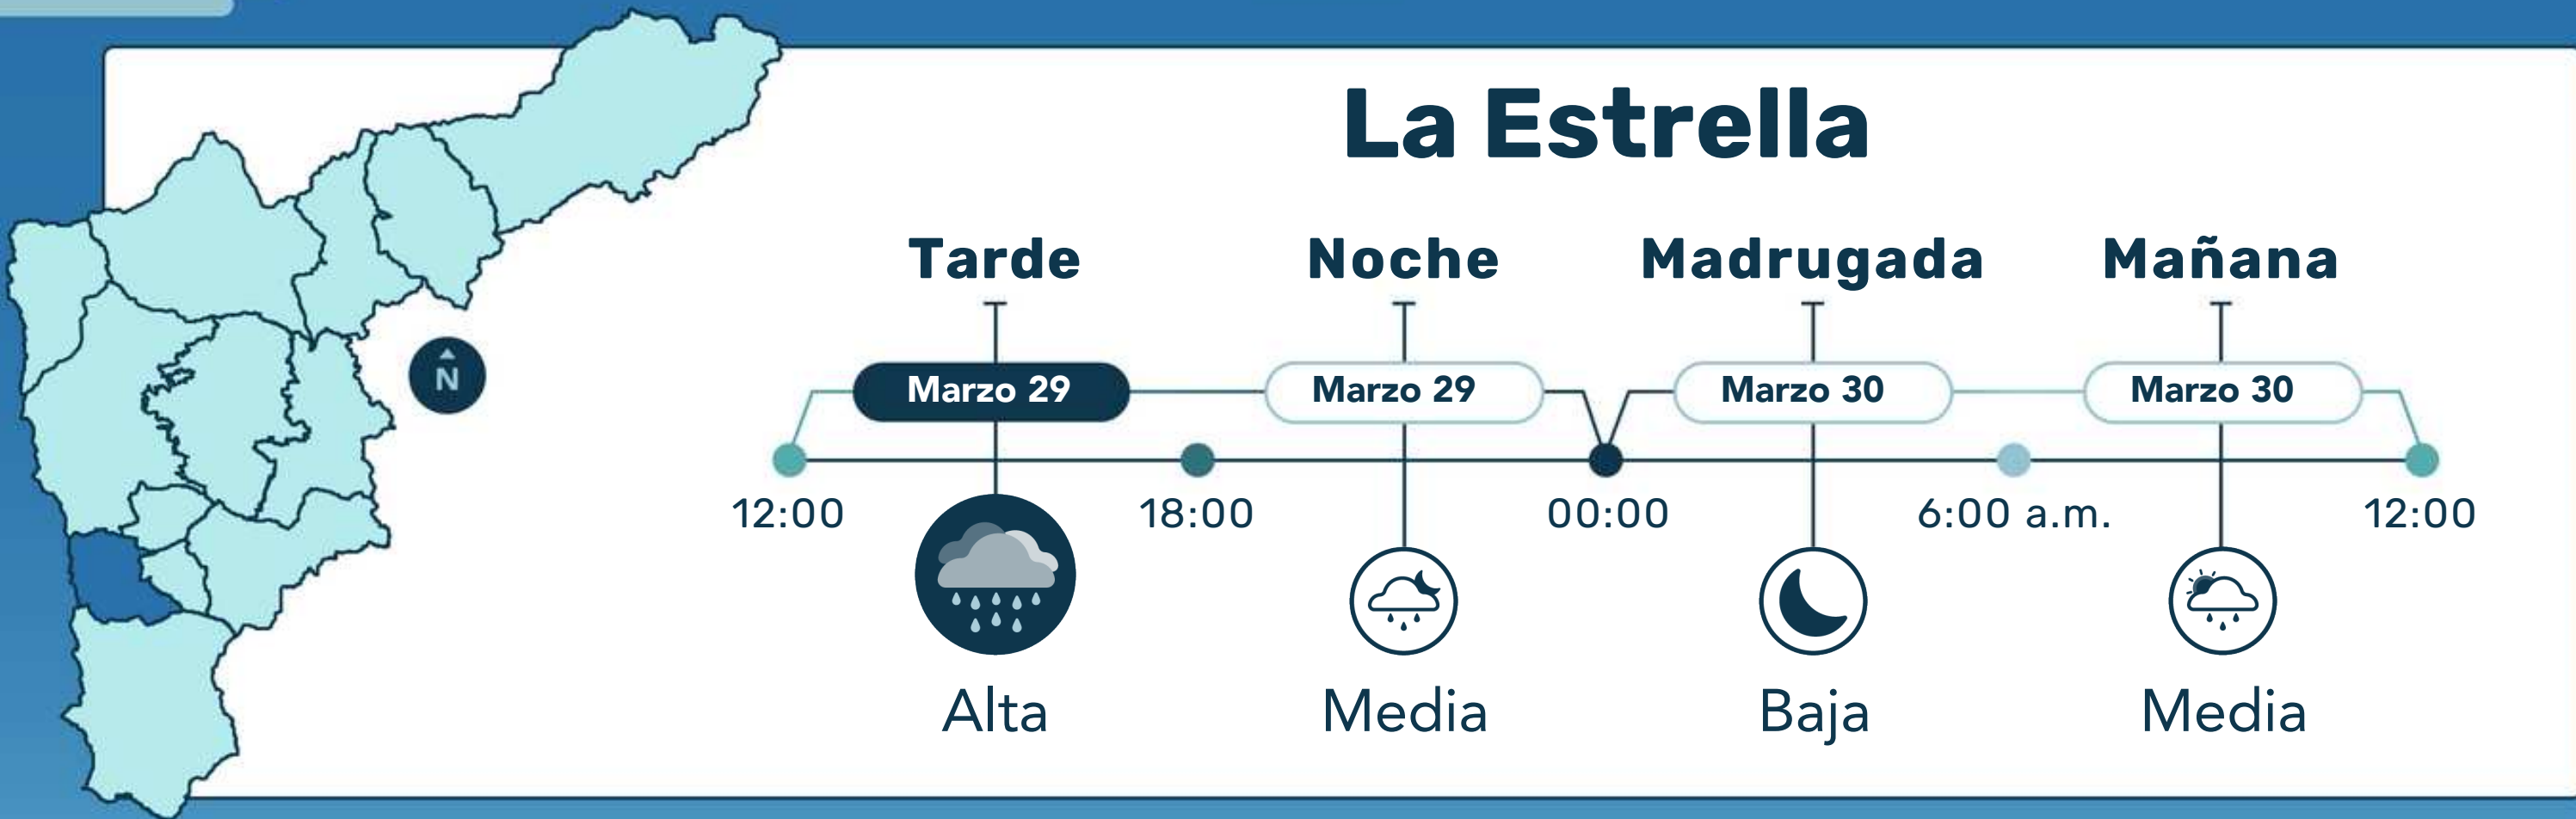 La Estrella
Tarde Noche Madrugada Mañana
Marzo 29 Marzo 29 Marzo 30 Marzo 30
N
12:00 18:00 00:00 6:00 a.m. 12:00
Alta Media Baja Media